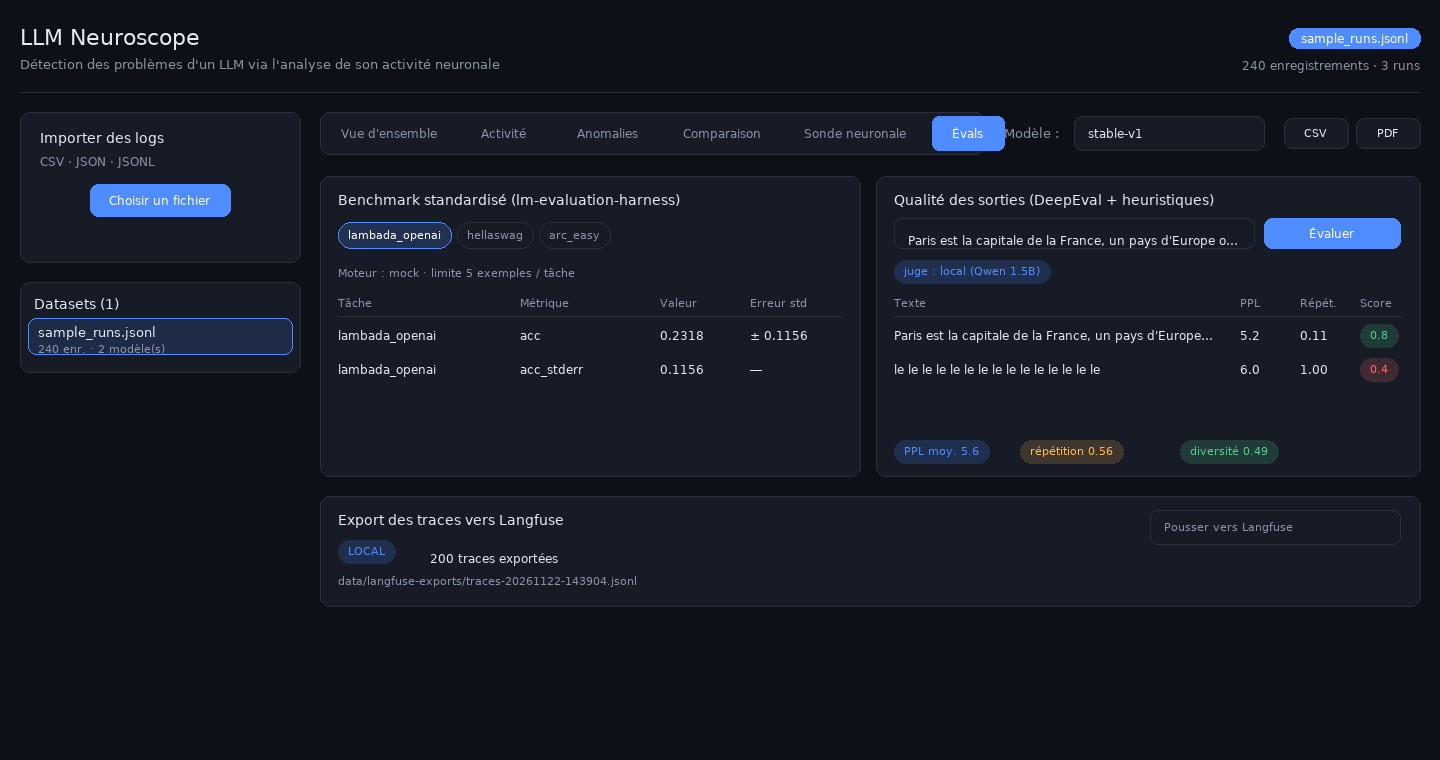 LLM Neuroscope
Détection des problèmes d'un LLM via l'analyse de son activité neuronale
sample_runs.jsonl
240 enregistrements · 3 runs
Importer des logs
CSV · JSON · JSONL
Choisir un fichier
Datasets (1)
sample_runs.jsonl
240 enr. · 2 modèle(s)
Vue d'ensemble Activité Anomalies Comparaison Sonde neuronale Évals Modèle : stable-v1 CSV PDF
Benchmark standardisé (lm-evaluation-harness)
lambada_openai hellaswag arc_easy
Moteur : mock · limite 5 exemples / tâche
Tâche Métrique Valeur Erreur std
lambada_openai acc 0.2318 ± 0.1156
lambada_openai acc_stderr 0.1156 —
Qualité des sorties (DeepEval + heuristiques)
Paris est la capitale de la France, un pays d'Europe o... Évaluer
juge : local (Qwen 1.5B)
Texte PPL Répét. Score
Paris est la capitale de la France, un pays d'Europe... 5.2 0.11 0.8
le le le le le le le le le le le le le le le 6.0 1.00 0.4
PPL moy. 5.6 répétition 0.56 diversité 0.49
Export des traces vers Langfuse
Pousser vers Langfuse
LOCAL 200 traces exportées
data/langfuse-exports/traces-20261122-143904.jsonl